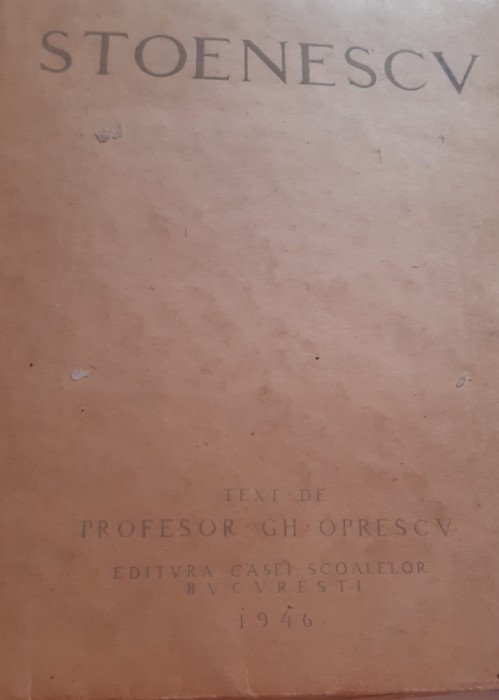 STOENESCV
TEXT DE
PROFESOR GH OPRESCV
EDITVRA CASEI SCOALELOR
BVCVRESTI
1946